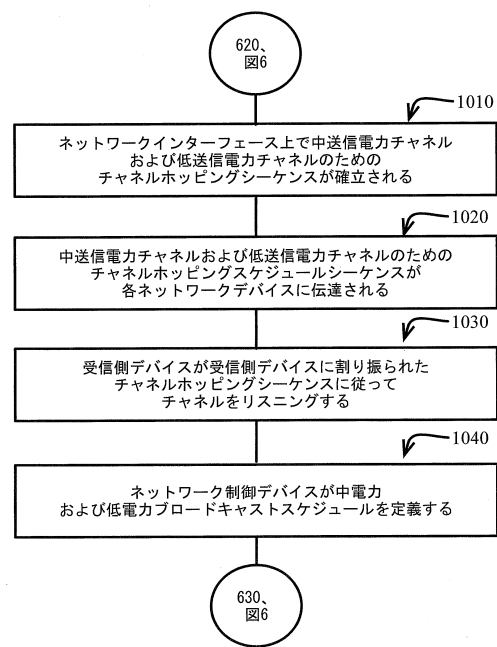 620、
図6
1010
ネットワークインターフェース上で中送信電力チャネル
および低送信電力チャネルのための
チャネルホッピングシーケンスが確立される
1020
中送信電力チャネルおよび低送信電力チャネルのための
チャネルホッピングスケジュールシーケンスが
各ネットワークデバイスに伝達される
1030
受信側デバイスが受信側デバイスに割り振られた
チャネルホッピングシーケンスに従って
チャネルをリスニングする
1040
ネットワーク制御デバイスが中電力
および低電力ブロードキャストスケジュールを定義する
630、
図6